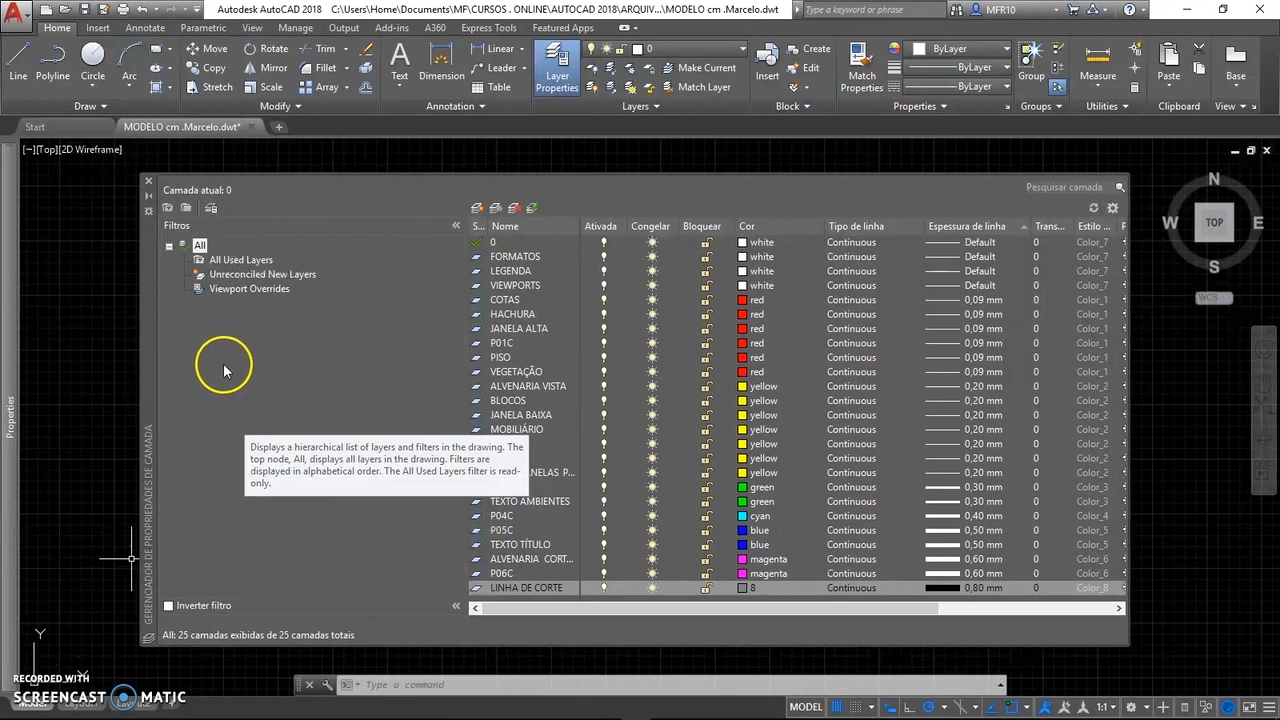 Autodesk AutoCAD 2018 C:\Users\Home\Documents\MF\CURSOS . ONLINE\AUTOCAD 2018\ARQUIV...\MODELO cm .Marcelo.dwt
Type a keyword or phrase
MFR10
Home Insert Annotate Parametric View Manage Output Add-ins A360 Express Tools Featured Apps
Line Polyline Circle Arc
Move Rotate Trim
Copy Mirror Fillet
Stretch Scale Array
Text Dimension
Linear
Leader
Table
Layer Properties
0
Make Current
Match Layer
Insert
Create
Edit
Match Properties
ByLayer
ByLayer
ByLayer
Group
Measure
Paste
Base
Draw Modify Annotation Layers Block Properties Groups Utilities Clipboard View
Start
MODELO cm .Marcelo.dwt*
[−][Top][2D Wireframe]
N
W TOP E
S
WCS
Properties
GERENCIADOR DE PROPRIEDADES DE CAMADA
Camada atual: 0
Pesquisar camada
Filtros
All
All Used Layers
Unreconciled New Layers
Viewport Overrides
S... Nome Ativada Congelar Bloquear Cor Tipo de linha Espessura de linha Trans... Estilo ... P
0 white Continuous Default 0 Color_7
FORMATOS white Continuous Default 0 Color_7
LEGENDA white Continuous Default 0 Color_7
VIEWPORTS white Continuous Default 0 Color_7
COTAS red Continuous 0,09 mm 0 Color_1
HACHURA red Continuous 0,09 mm 0 Color_1
JANELA ALTA red Continuous 0,09 mm 0 Color_1
P01C red Continuous 0,09 mm 0 Color_1
PISO red Continuous 0,09 mm 0 Color_1
VEGETAÇÃO red Continuous 0,09 mm 0 Color_1
ALVENARIA VISTA yellow Continuous 0,20 mm 0 Color_2
BLOCOS yellow Continuous 0,20 mm 0 Color_2
JANELA BAIXA yellow Continuous 0,20 mm 0 Color_2
MOBILIÁRIO yellow Continuous 0,20 mm 0 Color_2
yellow Continuous 0,20 mm 0 Color_2
yellow Continuous 0,20 mm 0 Color_2
P... yellow Continuous 0,20 mm 0 Color_2
green Continuous 0,30 mm 0 Color_3
TEXTO AMBIENTES green Continuous 0,30 mm 0 Color_3
P04C cyan Continuous 0,40 mm 0 Color_4
P05C blue Continuous 0,50 mm 0 Color_5
TEXTO TÍTULO blue Continuous 0,50 mm 0 Color_5
ALVENARIA CORT... magenta Continuous 0,60 mm 0 Color_6
P06C magenta Continuous 0,60 mm 0 Color_6
LINHA DE CORTE 8 Continuous 0,80 mm 0 Color_8
Displays a hierarchical list of layers and filters in the drawing. The
top node, All, displays all layers in the drawing. Filters are
displayed in alphabetical order. The All Used Layers filter is read-
only.
Inverter filtro
All: 25 camadas exibidas de 25 camadas totais
Y
X
Type a command
RECORDED WITH
SCREENCAST MATIC
Model
MODEL
1:1